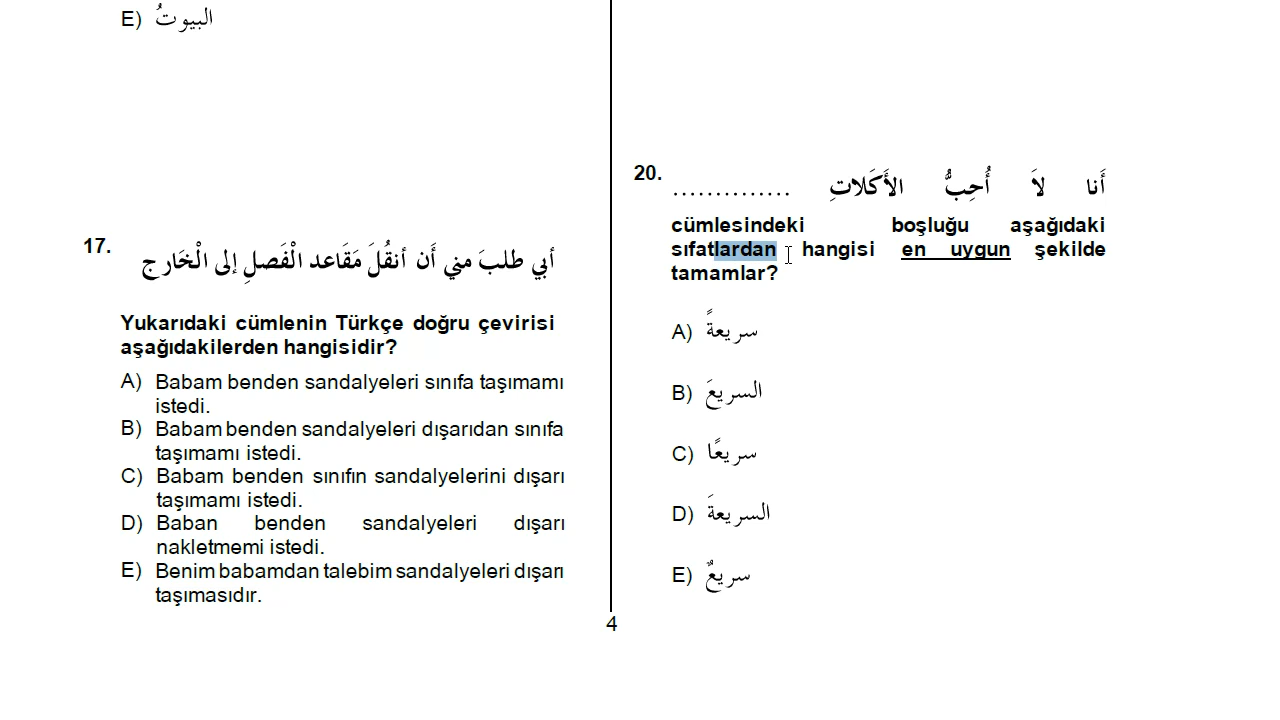 E) البيوتُ
17. أبي طلبَ مني أَن أنقُلَ مَقَاعد الْفَصلِ إلى الْخَارج
Yukarıdaki cümlenin Türkçe doğru çevirisi
aşağıdakilerden hangisidir?
A) Babam benden sandalyeleri sınıfa taşımamı
istedi.
B) Babam benden sandalyeleri dışarıdan sınıfa
taşımamı istedi.
C) Babam benden sınıfın sandalyelerini dışarı
taşımamı istedi.
D) Baban benden sandalyeleri dışarı
nakletmemi istedi.
E) Benim babamdan talebim sandalyeleri dışarı
taşımasıdır.
20. أَنا لاَ أُحِبُّ الأَكَلاتِ ..............
cümlesindeki boşluğu aşağıdaki
sıfatlardan hangisi en uygun şekilde
tamamlar?
A) سريعةً
B) السريعَ
C) سريعًا
D) السريعةَ
E) سريعٌ
4